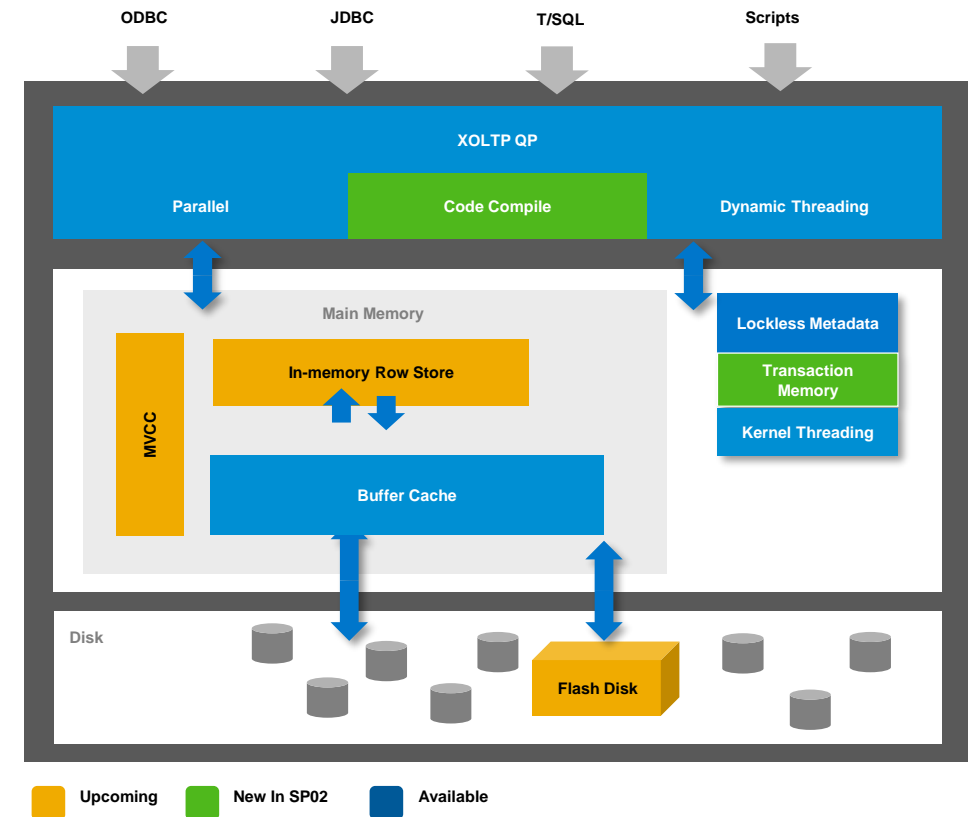 ODBC
JDBC
T/SQL
Scripts
XOLTP QP
Parallel
Code Compile
Dynamic Threading
Main Memory
MVCC
In-memory Row Store
Buffer Cache
Lockless Metadata
Transaction
Memory
Kernel Threading
Disk
Flash Disk
Upcoming
New In SP02
Available